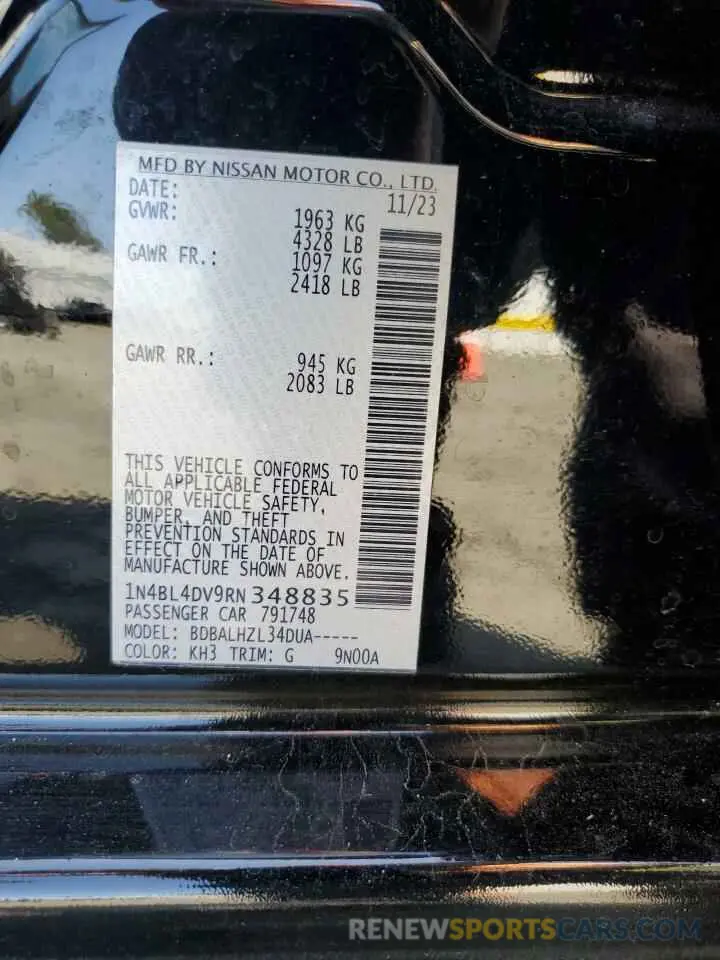 MFD BY NISSAN MOTOR CO., LTD.
DATE: 11/23
GVWR: 1963 KG
4328 LB
GAWR FR.: 1097 KG
2418 LB
GAWR RR.: 945 KG
2083 LB
THIS VEHICLE CONFORMS TO
ALL APPLICABLE FEDERAL
MOTOR VEHICLE SAFETY,
BUMPER, AND THEFT
PREVENTION STANDARDS IN
EFFECT ON THE DATE OF
MANUFACTURE SHOWN ABOVE.
1N4BL4DV9RN348835
PASSENGER CAR 791748
MODEL: BDBALHZL34DUA-----
COLOR: KH3 TRIM: G 9N00A
RENEWSPORTSCARS.COM